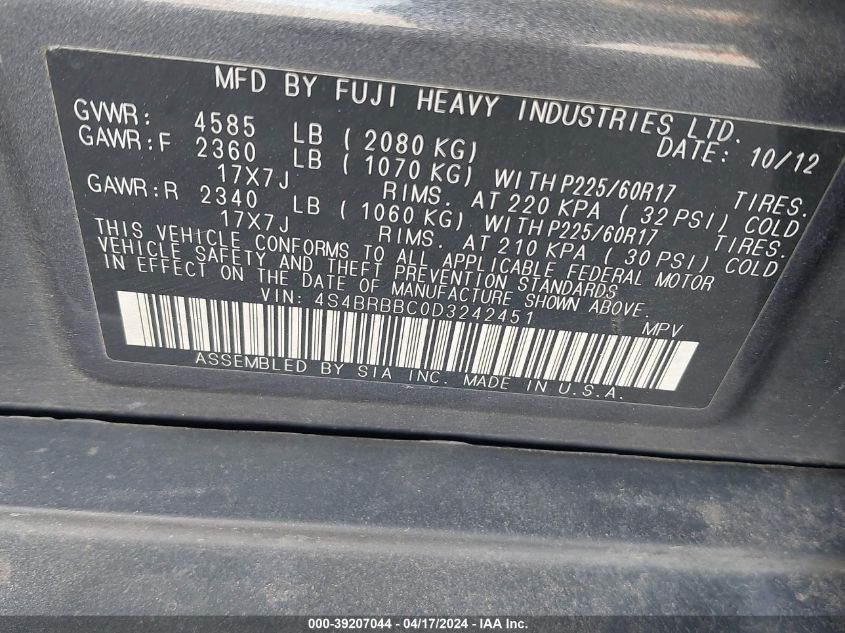 MFD BY FUJI HEAVY INDUSTRIES LTD.
GVWR: 4585 LB ( 2080 KG) DATE: 10/12
GAWR:F 2360 LB ( 1070 KG) WITH P225/60R17 TIRES.
17X7J RIMS. AT 220 KPA ( 32 PSI) COLD
GAWR:R 2340 LB ( 1060 KG) WITH P225/60R17 TIRES.
17X7J RIMS. AT 210 KPA ( 30 PSI) COLD
THIS VEHICLE CONFORMS TO ALL APPLICABLE FEDERAL MOTOR
VEHICLE SAFETY AND THEFT PREVENTION STANDARDS
IN EFFECT ON THE DATE OF MANUFACTURE SHOWN ABOVE.
VIN: 4S4BRBBC0D3242451 MPV
ASSEMBLED BY SIA INC. MADE IN U.S.A.
000-39207044 - 04/17/2024 - IAA Inc.